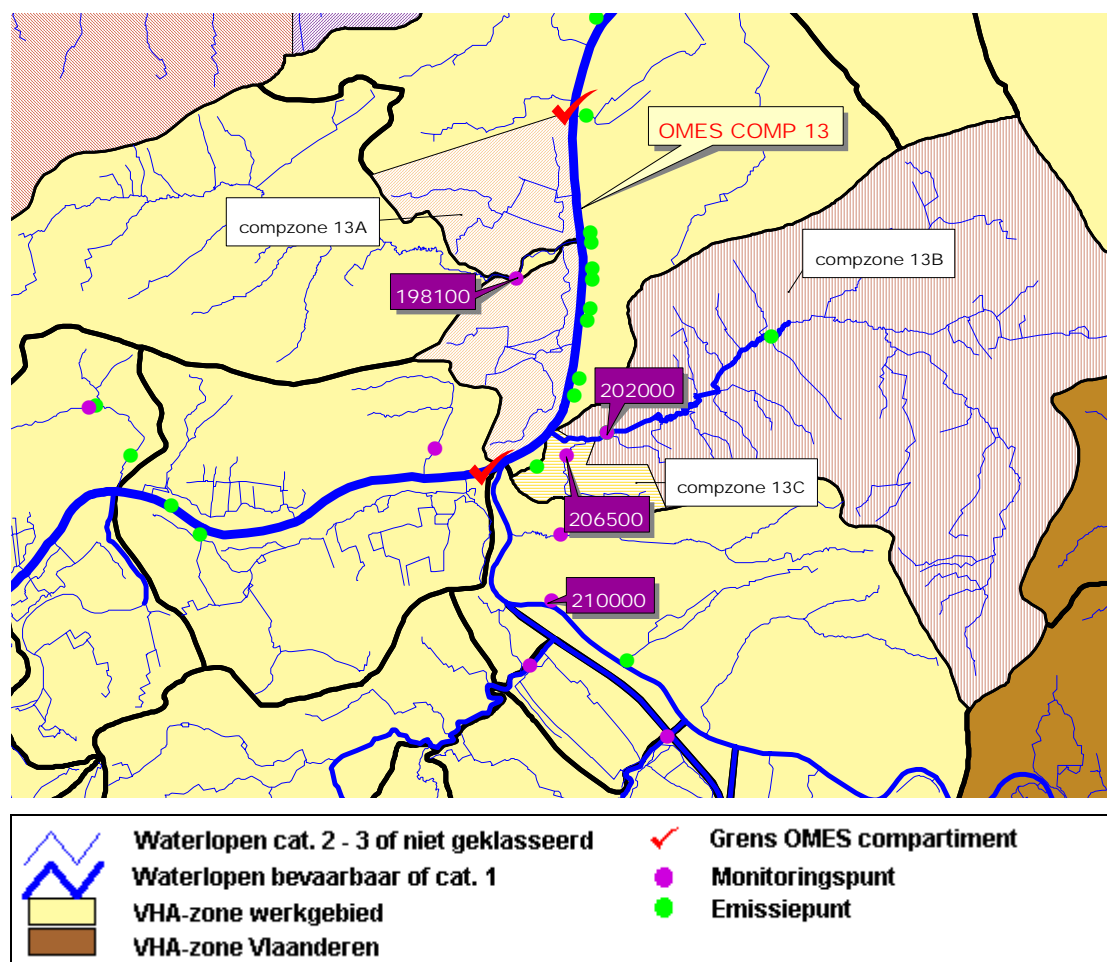 OMES COMP 13
compzone 13A
compzone 13B
198100
202000
compzone 13C
206500
210000
Waterlopen cat. 2 - 3 of niet geklasseerd
Grens OMES compartiment
Waterlopen bevaarbaar of cat. 1
Monitoringspunt
VHA-zone werkgebied
Emissiepunt
VHA-zone Vlaanderen